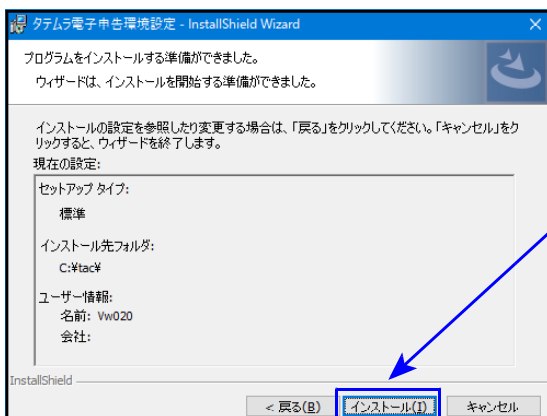 タテムラ電子申告環境設定 - InstallShield Wizard
プログラムをインストールする準備ができました。
ウィザードは、インストールを開始する準備ができました。
インストールの設定を参照したり変更する場合は、「戻る」をクリックしてください。「キャンセル」をク
リックすると、ウィザードを終了します。
現在の設定:
セットアップ タイプ:
標準
インストール先フォルダ:
C:¥tac¥
ユーザー情報:
名前: Vw020
会社:
InstallShield
< 戻る(B) インストール(I) キャンセル